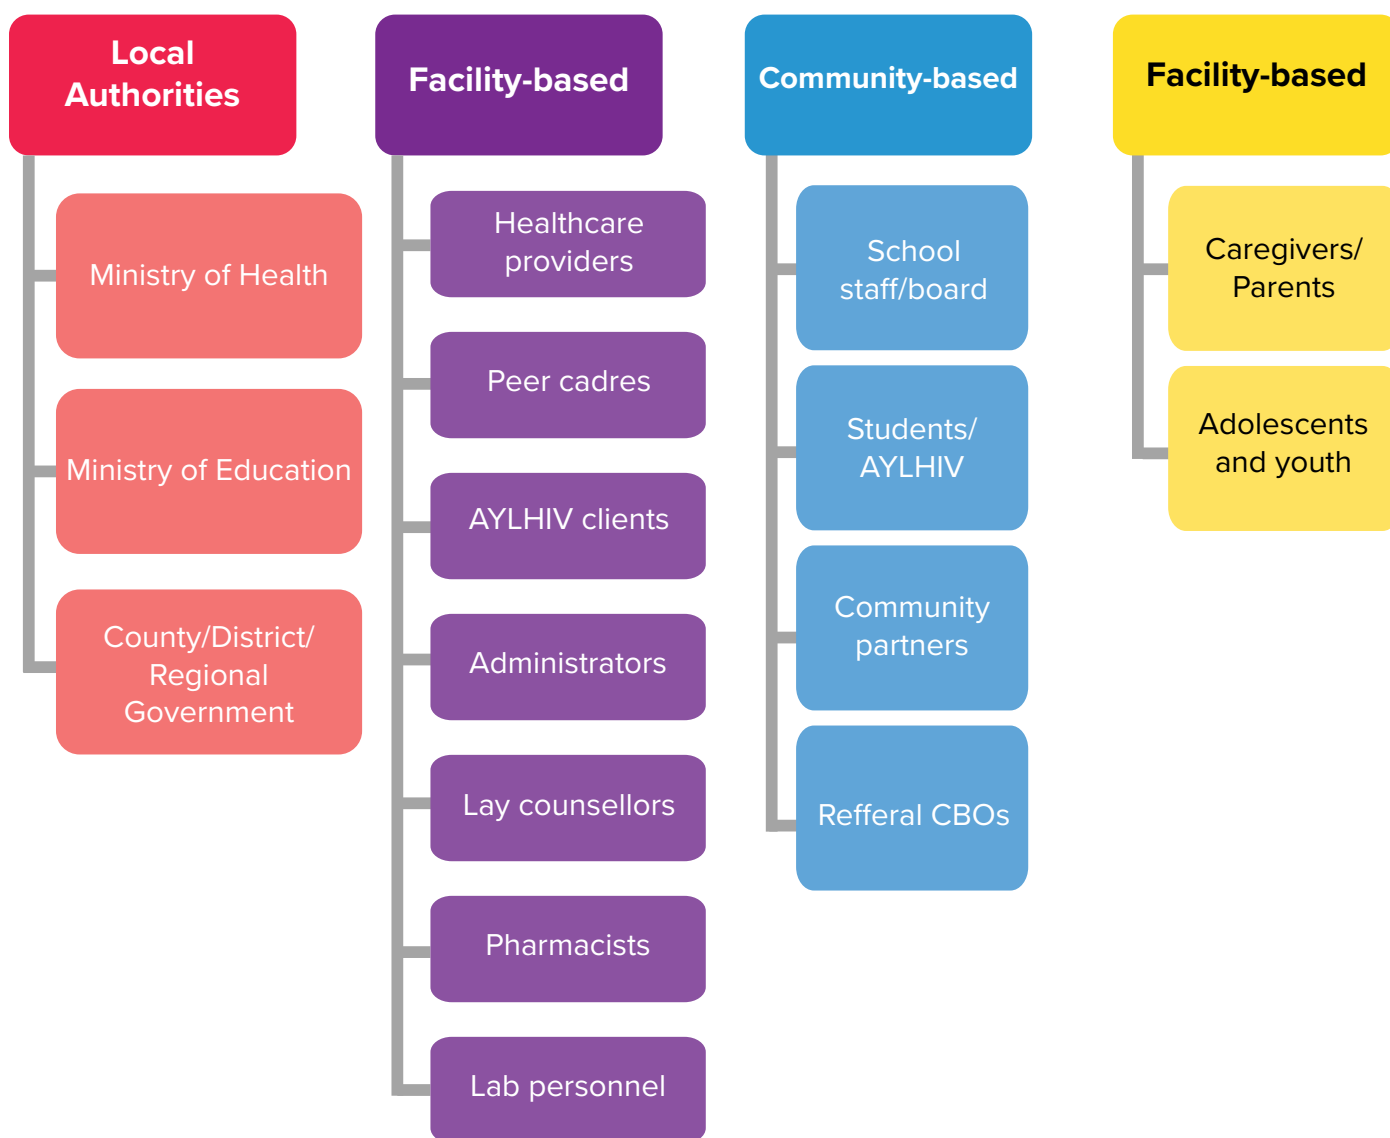 Local
Authorities
Ministry of Health
Ministry of Education
County/District/
Regional
Government
Facility-based
Healthcare
providers
Peer cadres
AYLHIV clients
Administrators
Lay counsellors
Pharmacists
Lab personnel
Community-based
School
staff/board
Students/
AYLHIV
Community
partners
Refferal CBOs
Facility-based
Caregivers/
Parents
Adolescents
and youth